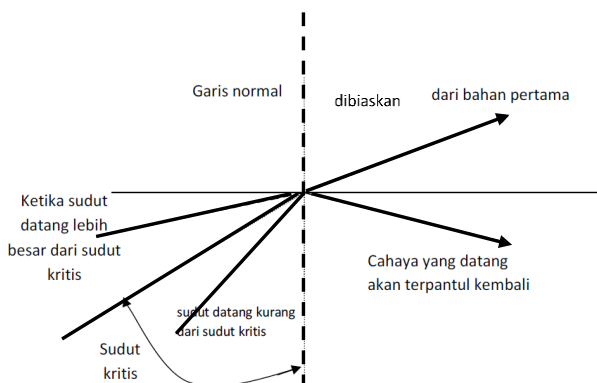 Garis normal
dibiaskan
dari bahan pertama
Ketika sudut
datang lebih
besar dari sudut
kritis
Cahaya yang datang
akan terpantul kembali
sudut datang kurang
dari sudut kritis
Sudut
kritis